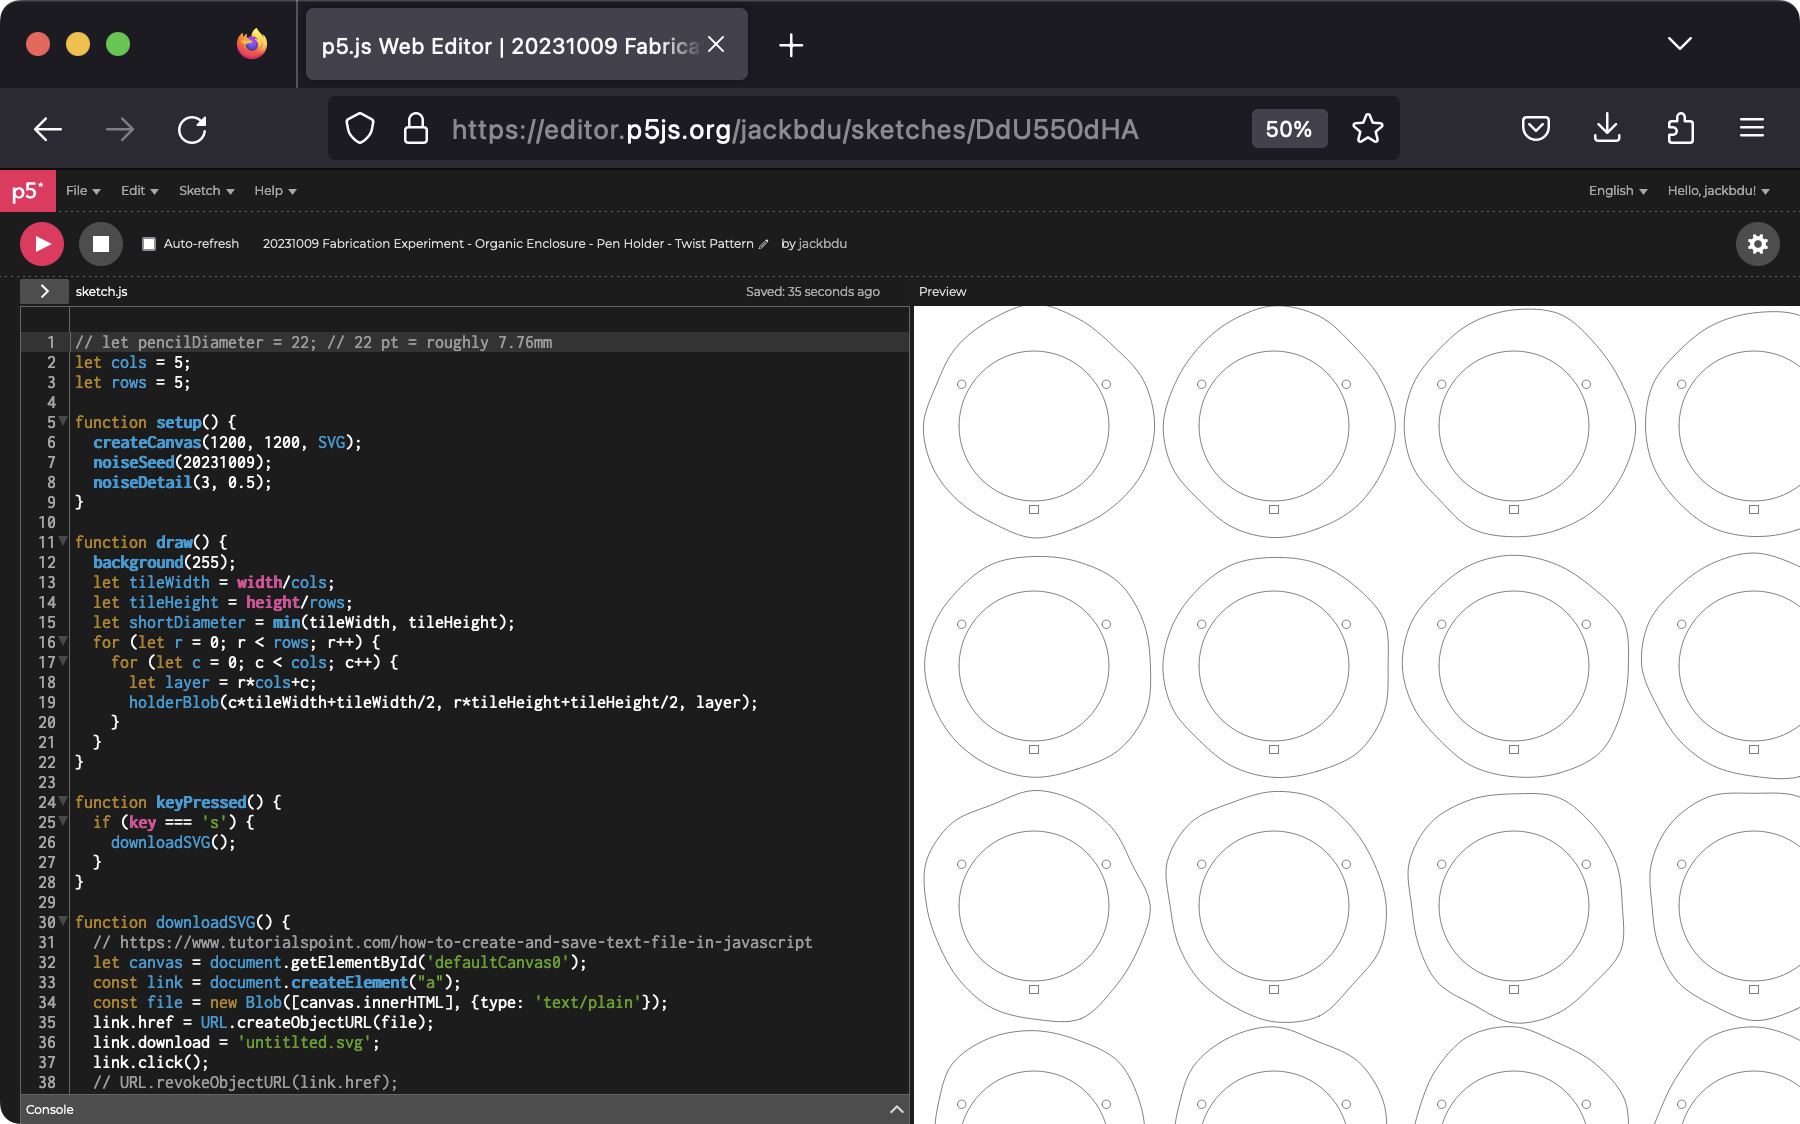 p5.js Web Editor | 20231009 Fabrica
https://editor.p5js.org/jackbdu/sketches/DdU550dHA
50%
p5*
File
Edit
Sketch
Help
English
Hello, jackbdu!
Auto-refresh
20231009 Fabrication Experiment - Organic Enclosure - Pen Holder - Twist Pattern
by jackbdu
sketch.js
Saved: 35 seconds ago
Preview
1 // let pencilDiameter = 22; // 22 pt = roughly 7.76mm
2 let cols = 5;
3 let rows = 5;
4
5 function setup() {
6 createCanvas(1200, 1200, SVG);
7 noiseSeed(20231009);
8 noiseDetail(3, 0.5);
9 }
10
11 function draw() {
12 background(255);
13 let tileWidth = width/cols;
14 let tileHeight = height/rows;
15 let shortDiameter = min(tileWidth, tileHeight);
16 for (let r = 0; r < rows; r++) {
17 for (let c = 0; c < cols; c++) {
18 let layer = r*cols+c;
19 holderBlob(c*tileWidth+tileWidth/2, r*tileHeight+tileHeight/2, layer);
20 }
21 }
22 }
23
24 function keyPressed() {
25 if (key === 's') {
26 downloadSVG();
27 }
28 }
29
30 function downloadSVG() {
31 // https://www.tutorialspoint.com/how-to-create-and-save-text-file-in-javascript
32 let canvas = document.getElementById('defaultCanvas0');
33 const link = document.createElement("a");
34 const file = new Blob([canvas.innerHTML], {type: 'text/plain'});
35 link.href = URL.createObjectURL(file);
36 link.download = 'untitlted.svg';
37 link.click();
38 // URL.revokeObjectURL(link.href);
Console